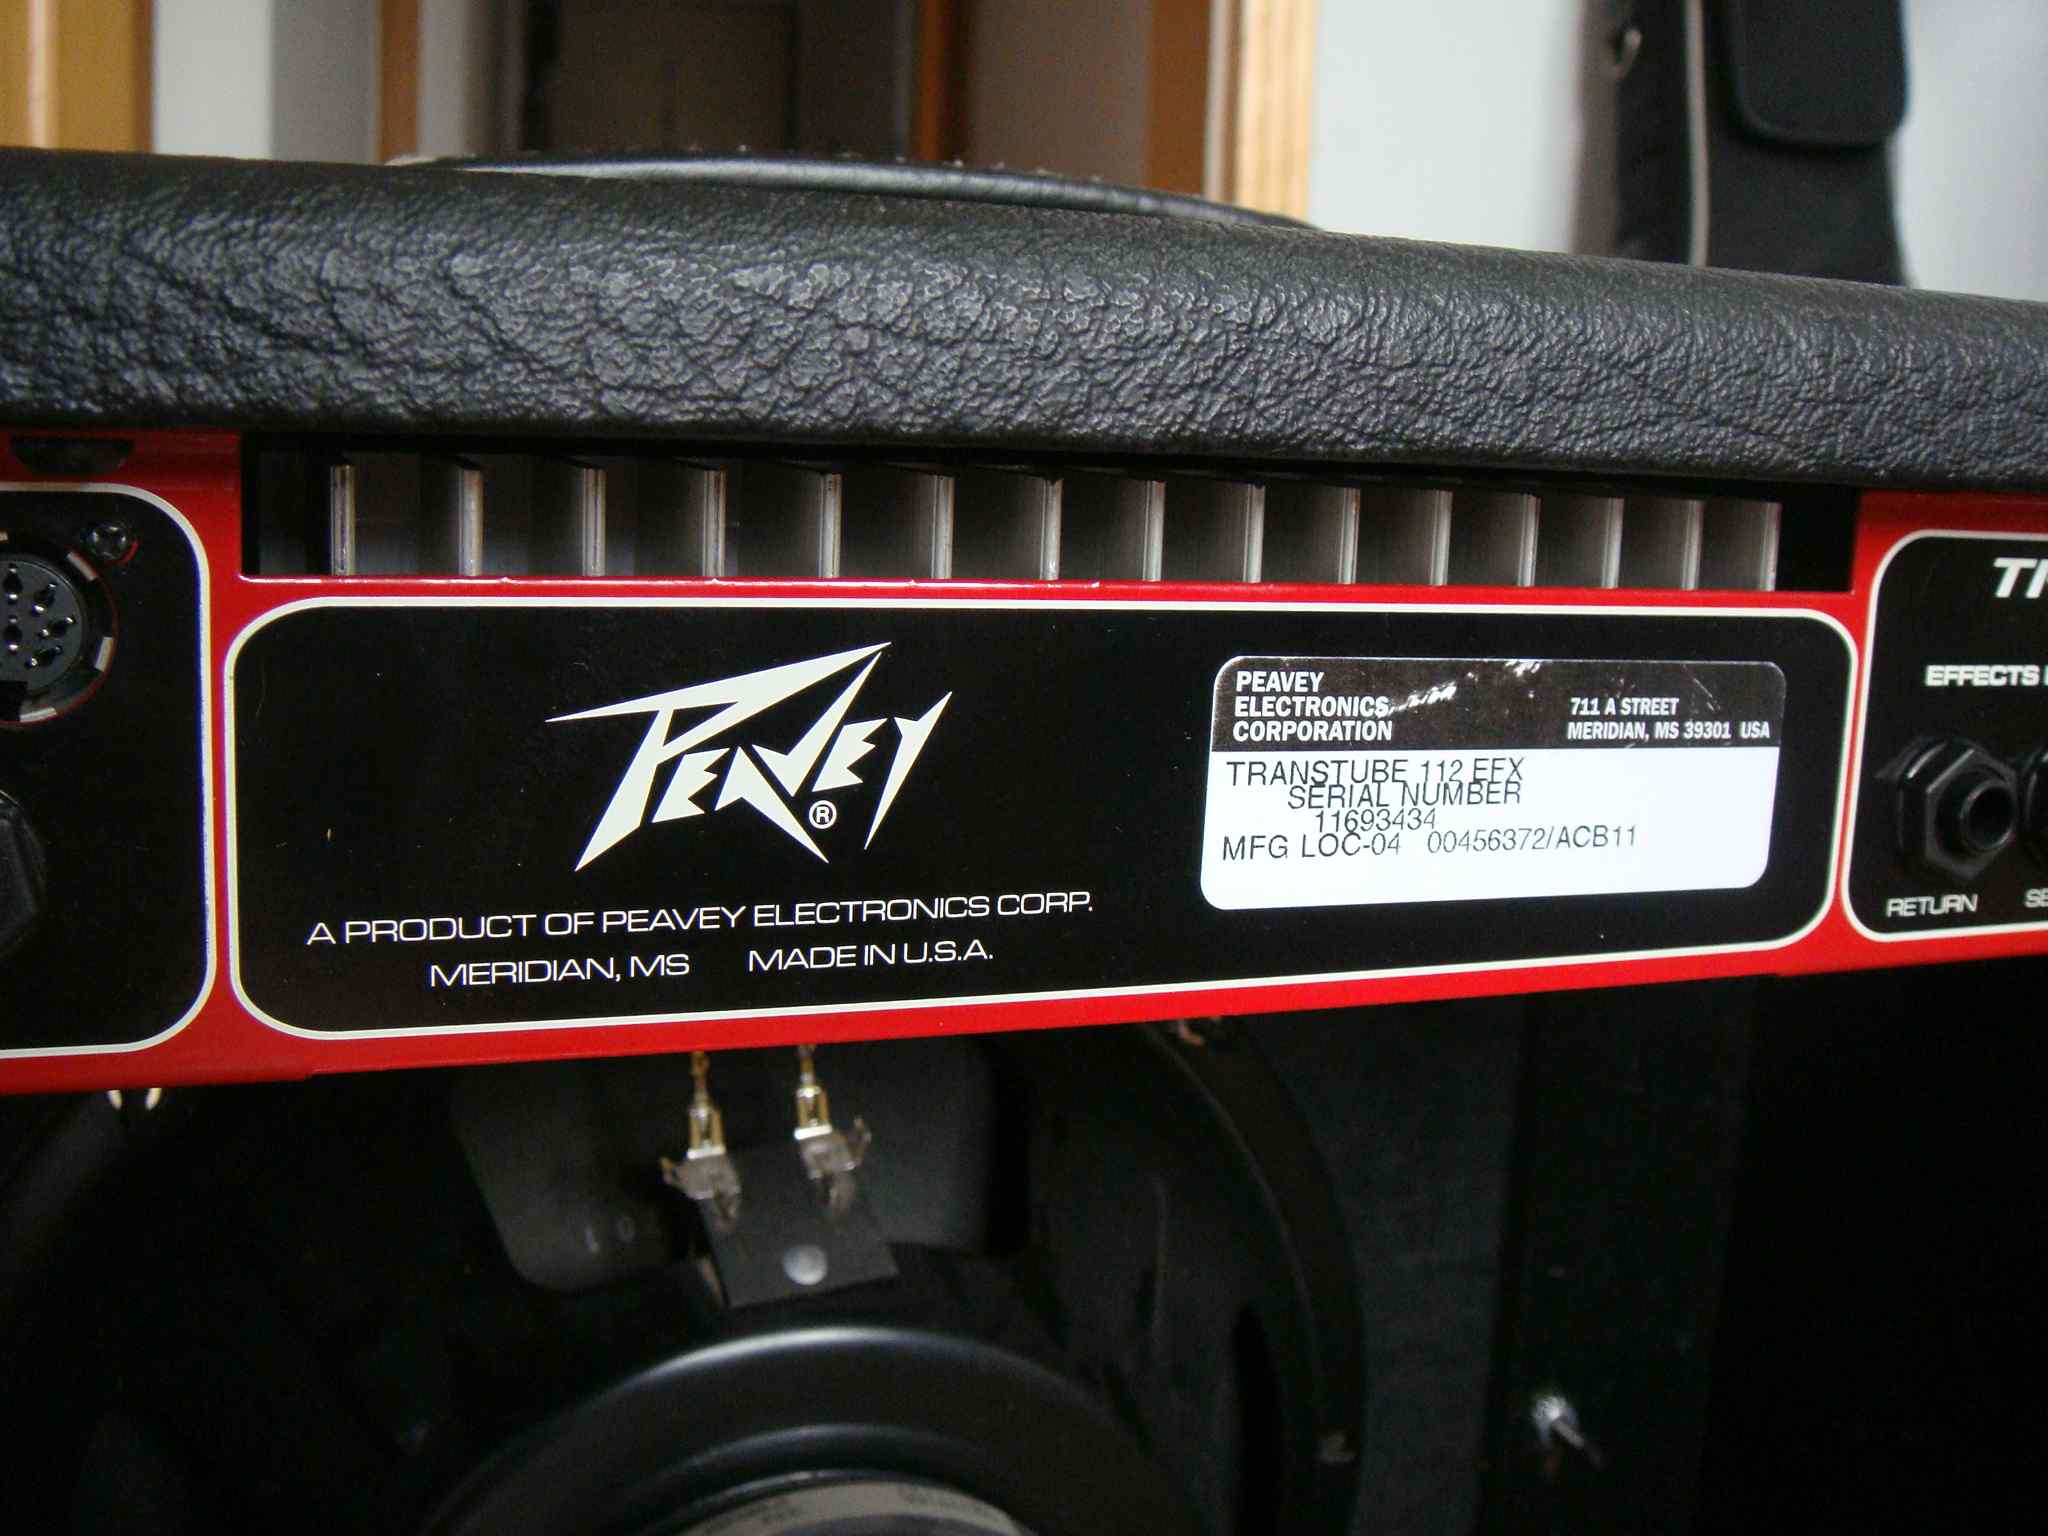 PEAVEY
®
A PRODUCT OF PEAVEY ELECTRONICS CORP.
MERIDIAN, MS MADE IN U.S.A.
PEAVEY
ELECTRONICS
CORPORATION
711 A STREET
MERIDIAN, MS 39301 USA
TRANSTUBE 112 EFX
SERIAL NUMBER
11693434
MFG LOC-04 00456372/ACB11
EFFECTS
RETURN